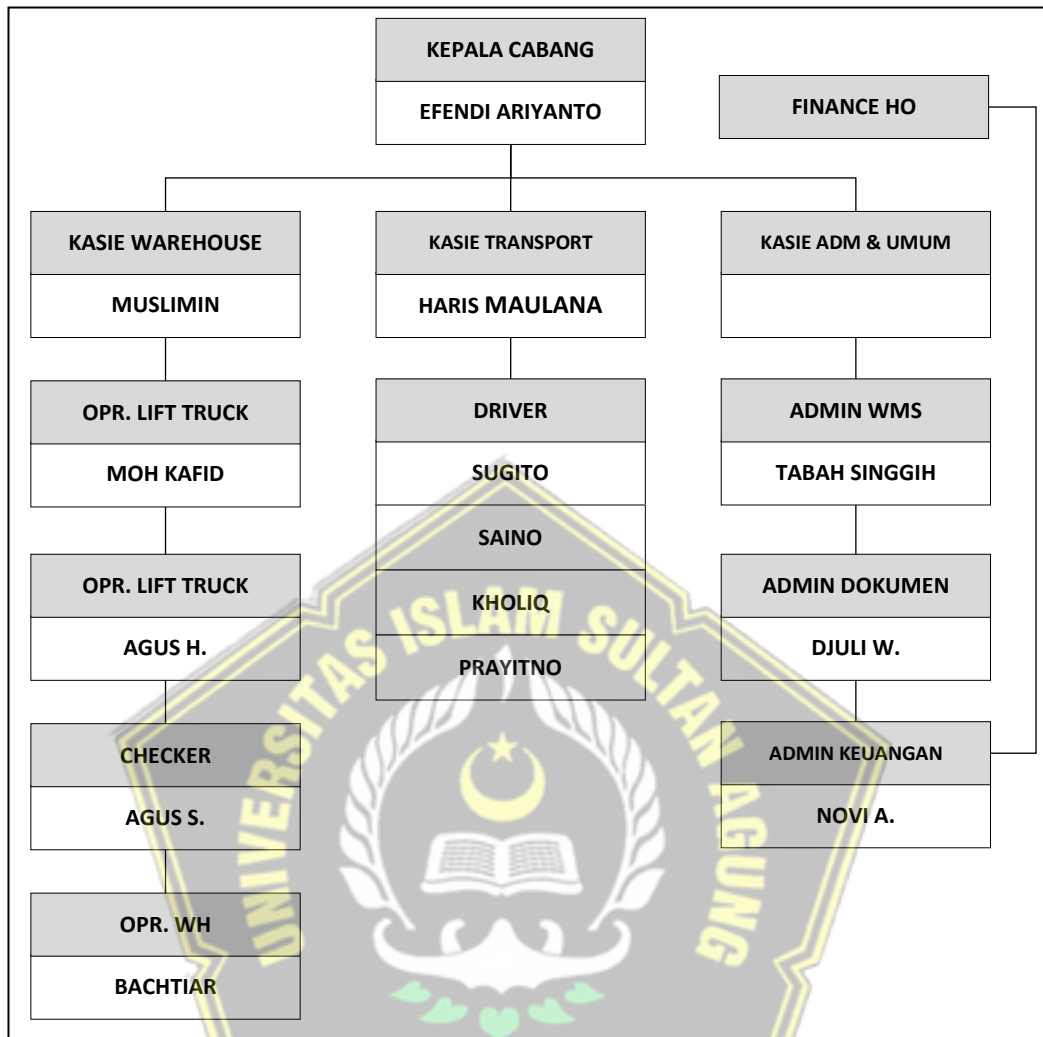 KEPALA CABANG
EFENDI ARIYANTO
FINANCE HO
KASIE WAREHOUSE
MUSLIMIN
OPR. LIFT TRUCK
MOH KAFID
OPR. LIFT TRUCK
AGUS H.
CHECKER
AGUS S.
OPR. WH
BACHTIAR
KASIE TRANSPORT
HARIS MAULANA
DRIVER
SUGITO
SAINO
KHOLIQ
PRAYITNO
KASIE ADM & UMUM
ADMIN WMS
TABAH SINGGIH
ADMIN DOKUMEN
DJULI W.
ADMIN KEUANGAN
NOVI A.
UNIVERSITAS ISLAM SULTAN AGUNG